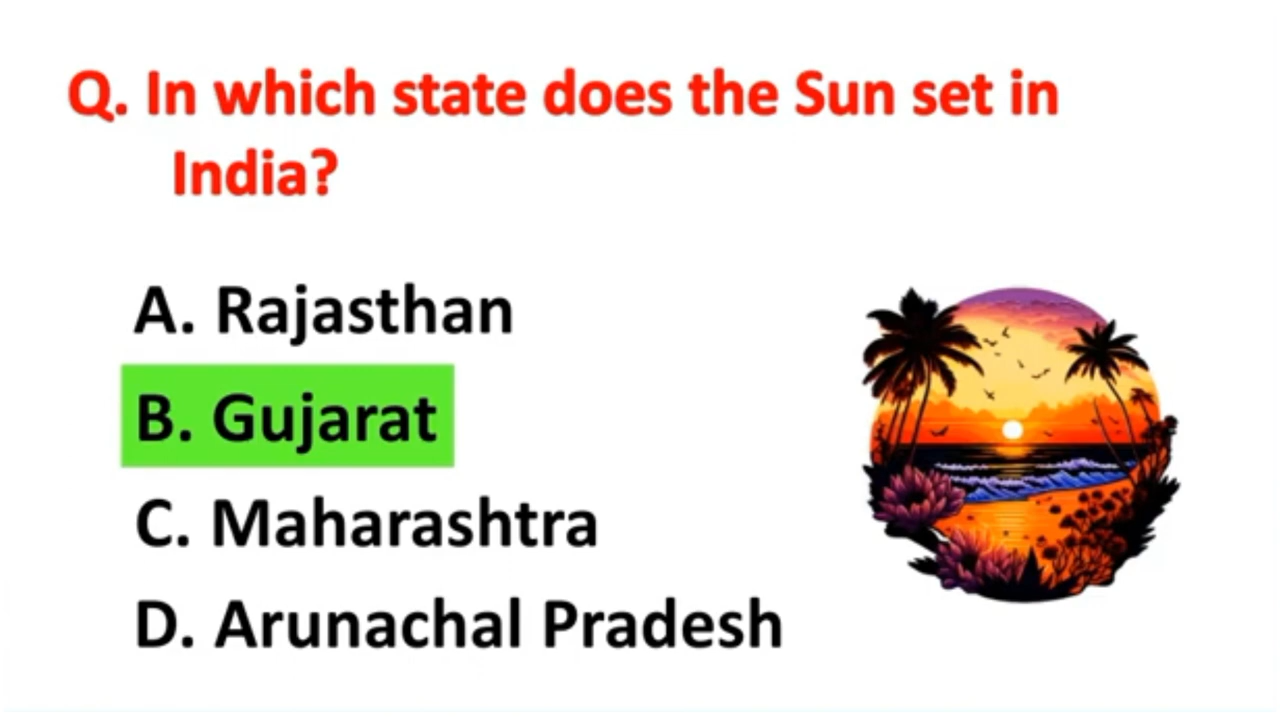 Q. In which state does the Sun set in
India?
A. Rajasthan
B. Gujarat
C. Maharashtra
D. Arunachal Pradesh